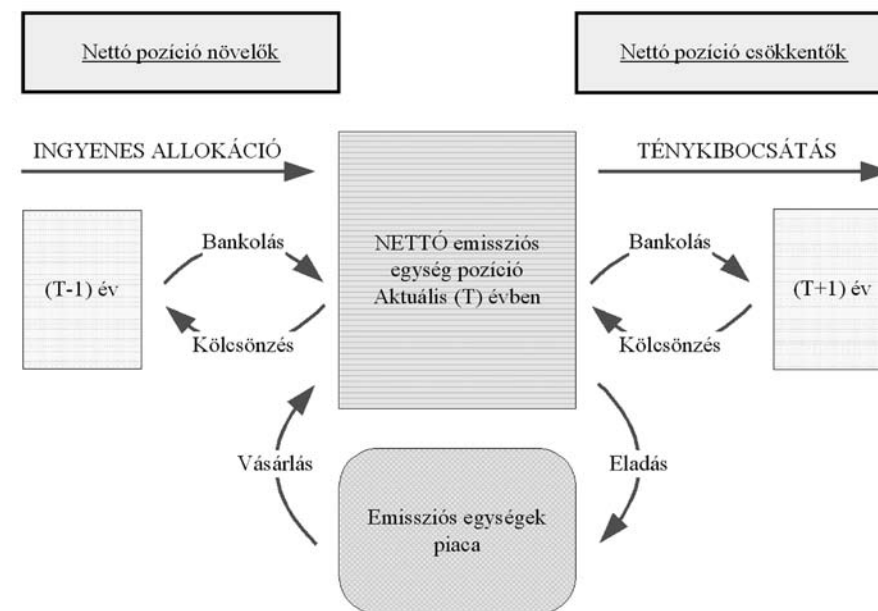 Nettó pozíció növelők
Nettó pozíció csökkentők
INGYENES ALLOKÁCIÓ
TÉNYKIBOCSÁTÁS
(T-1) év
Bankolás
Kölcsönzés
NETTÓ emissziós
egység pozíció
Aktuális (T) évben
Bankolás
Kölcsönzés
(T+1) év
Vásárlás
Eladás
Emissziós egységek
piaca